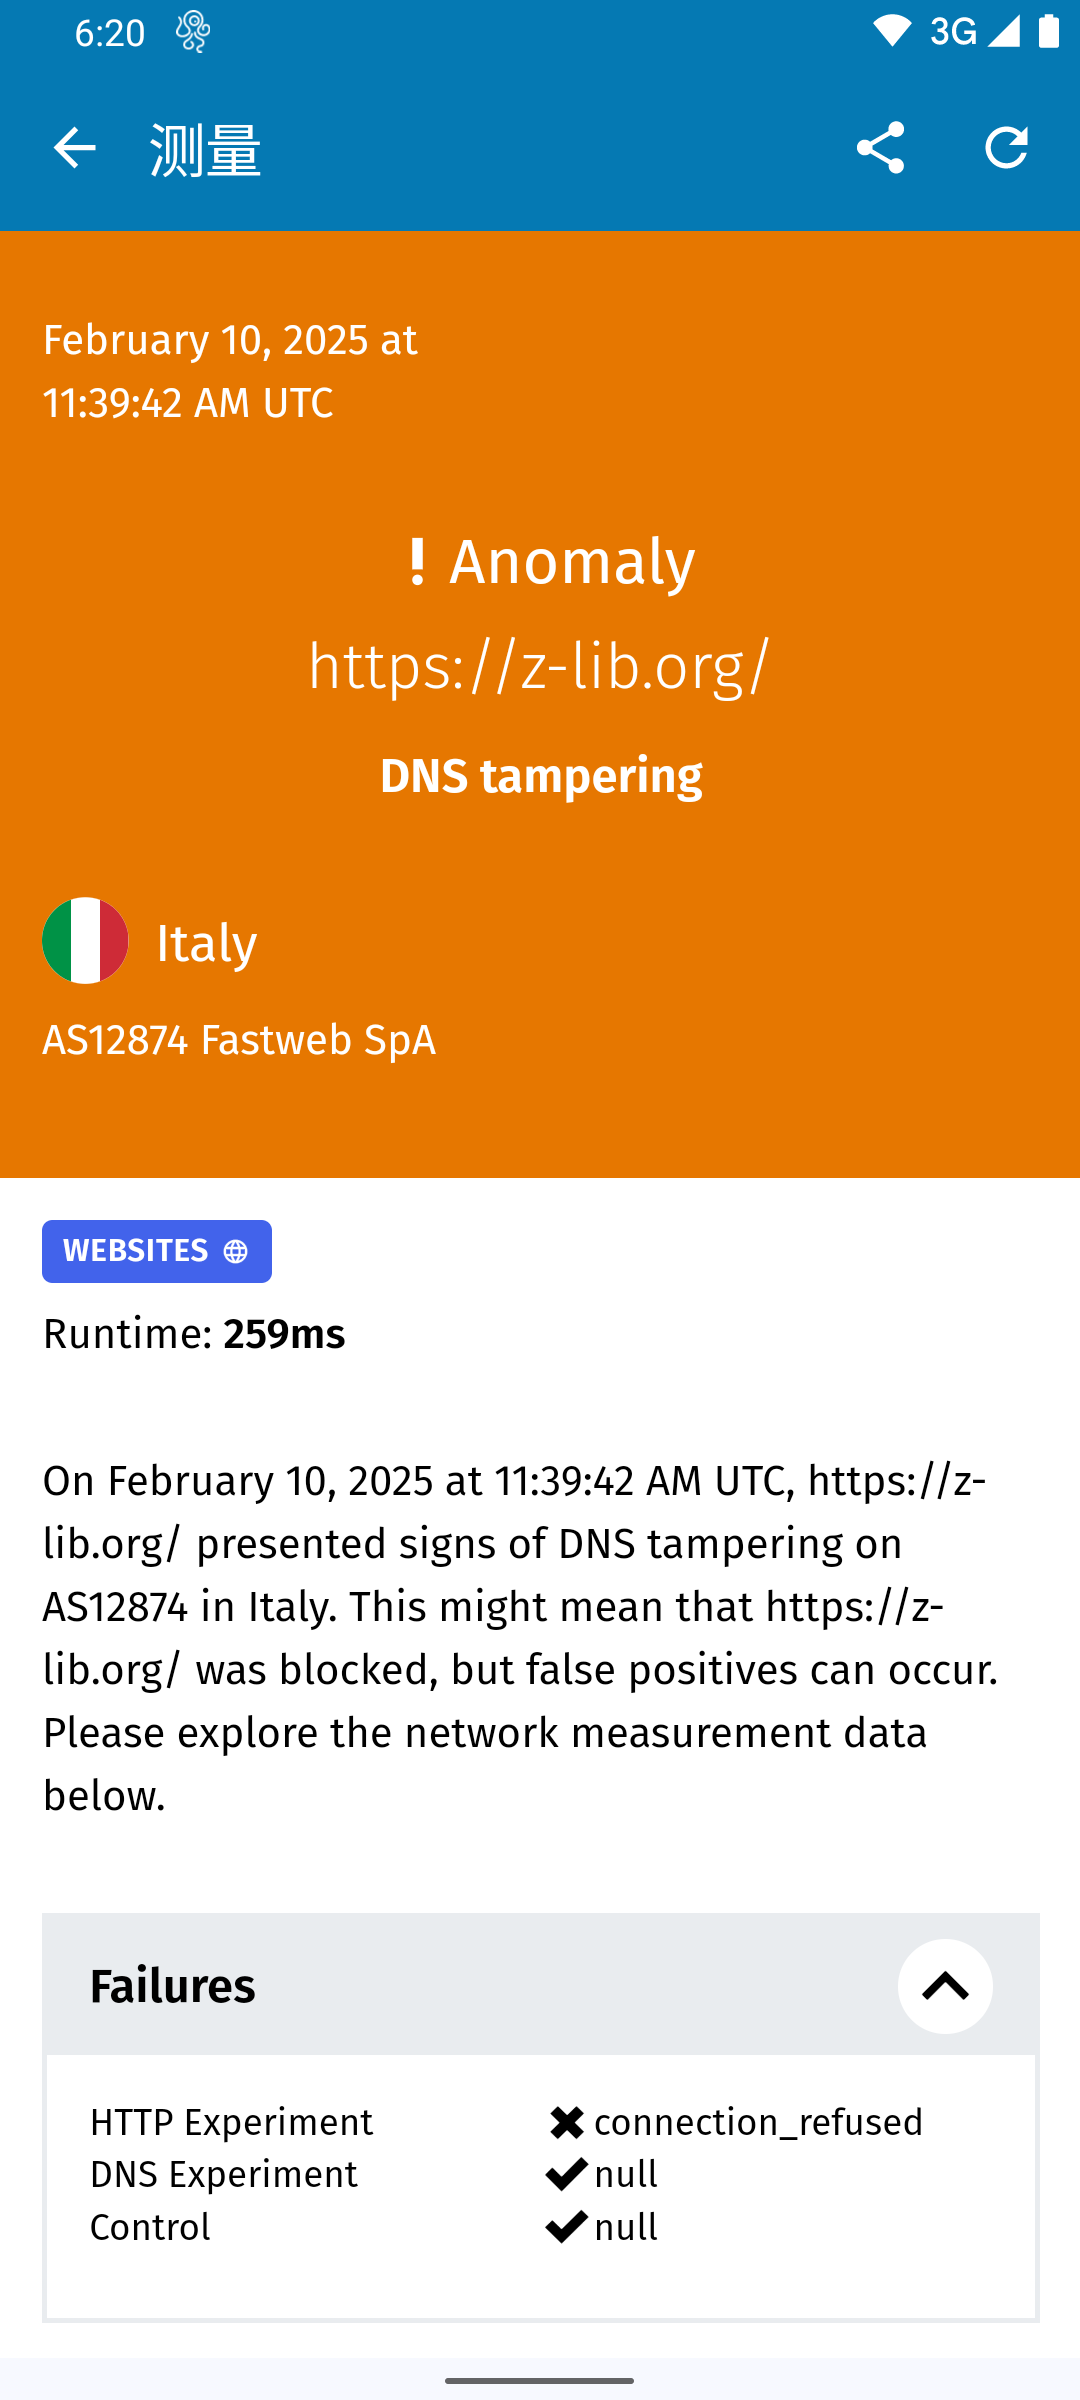 6:20
3G
测量
February 10, 2025 at
11:39:42 AM UTC
! Anomaly
https://z-lib.org/
DNS tampering
Italy
AS12874 Fastweb SpA
WEBSITES
Runtime: 259ms
On February 10, 2025 at 11:39:42 AM UTC, https://z-
lib.org/ presented signs of DNS tampering on
AS12874 in Italy. This might mean that https://z-
lib.org/ was blocked, but false positives can occur.
Please explore the network measurement data
below.
Failures
HTTP Experiment connection_refused
DNS Experiment null
Control null